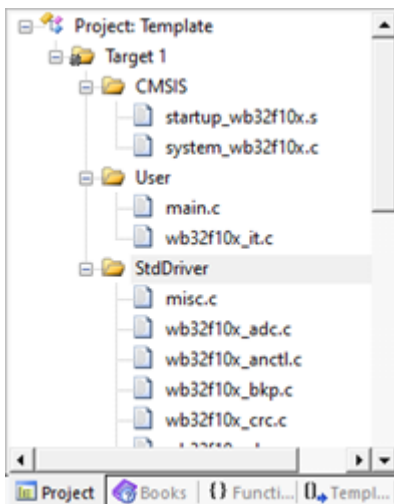 Project: Template
Target 1
CMSIS
startup_wb32f10x.s
system_wb32f10x.c
User
main.c
wb32f10x_it.c
StdDriver
misc.c
wb32f10x_adc.c
wb32f10x_anctl.c
wb32f10x_bkp.c
wb32f10x_crc.c
Project Books {} Functi... 0 Templ...